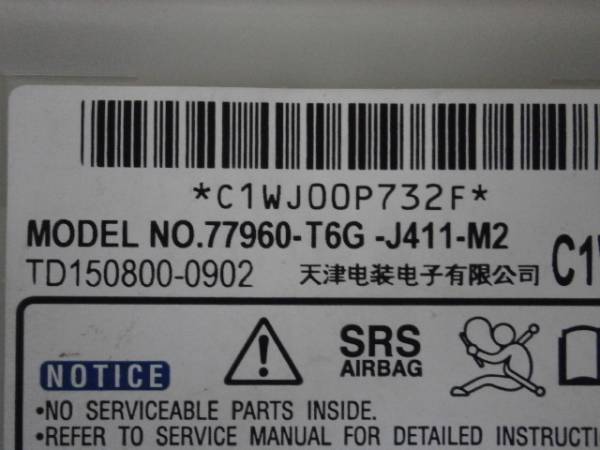 *C1WJ00P732F*
MODEL NO.77960-T6G -J411-M2
TD150800-0902 天津电装电子有限公司
SRS
AIRBAG
NOTICE
•NO SERVICEABLE PARTS INSIDE.
•REFER TO SERVICE MANUAL FOR DETAILED